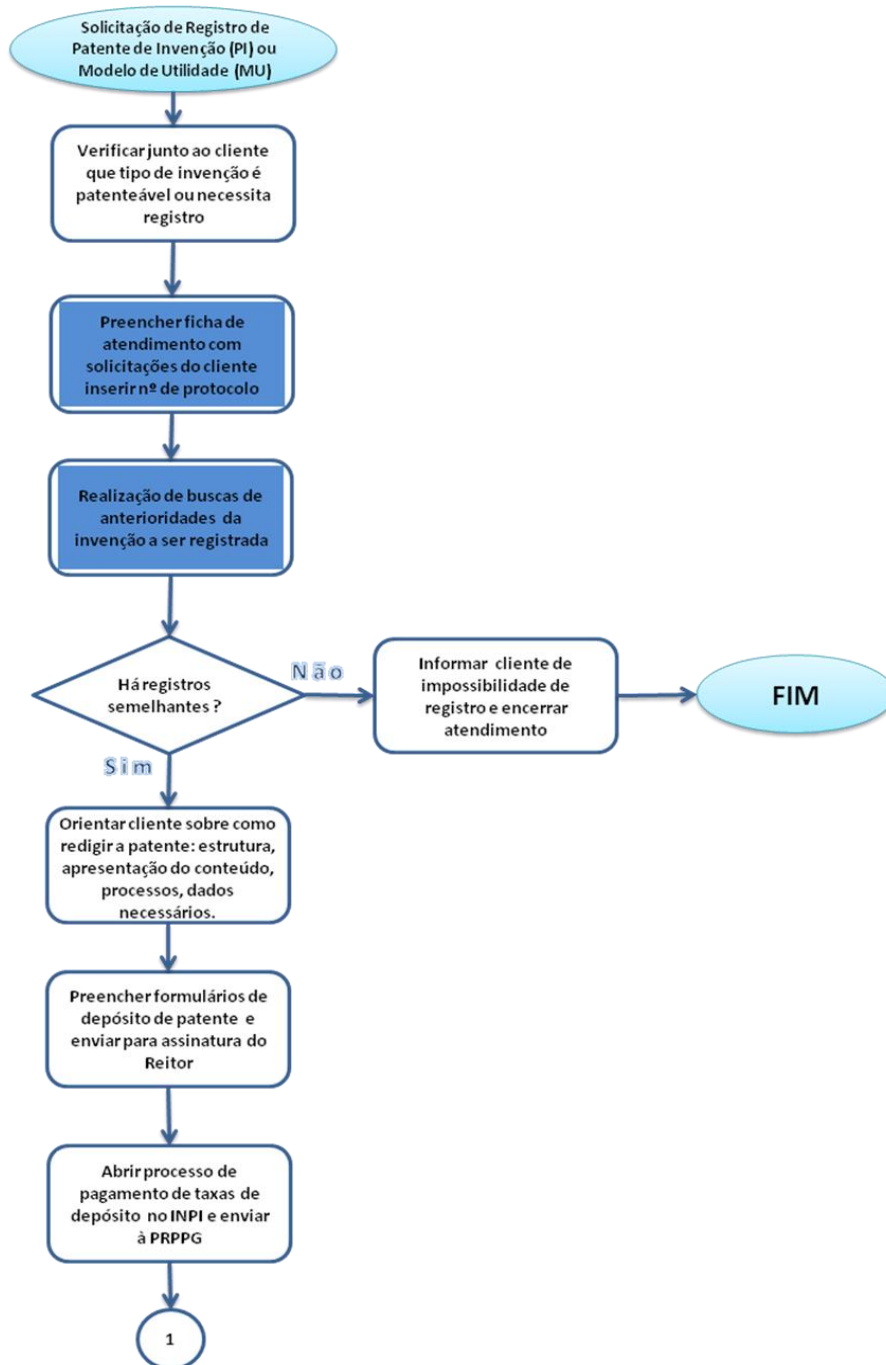 Solicitação de Registro de
Patente de Invenção (PI) ou
Modelo de Utilidade (MU)
Verificar junto ao cliente
que tipo de invenção é
patenteável ou necessita
registro
Preencher ficha de
atendimento com
solicitações do cliente
inserir nº de protocolo
Realização de buscas de
anterioridades da
invenção a ser registrada
Há registros
semelhantes ?
Não
Informar cliente de
impossibilidade de
registro e encerrar
atendimento
FIM
Sim
Orientar cliente sobre como
redigir a patente: estrutura,
apresentação do conteúdo,
processos, dados
necessários.
Preencher formulários de
depósito de patente e
enviar para assinatura do
Reitor
Abrir processo de
pagamento de taxas de
depósito no INPI e enviar
à PRPPG
1